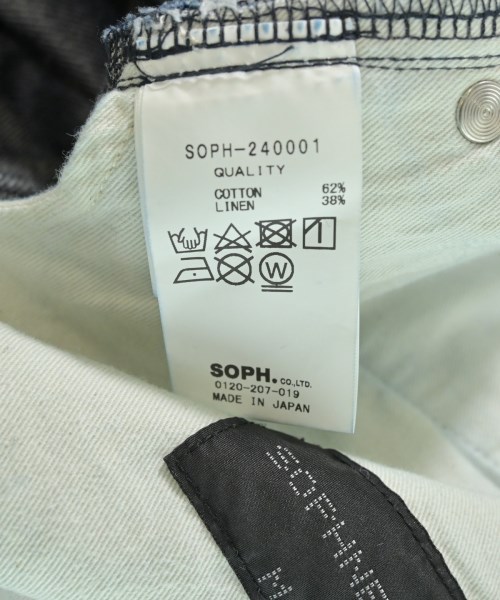 SOPH-240001
QUALITY
COTTON 62%
LINEN 38%
W
SOPH. CO.,LTD.
0120-207-019
MADE IN JAPAN